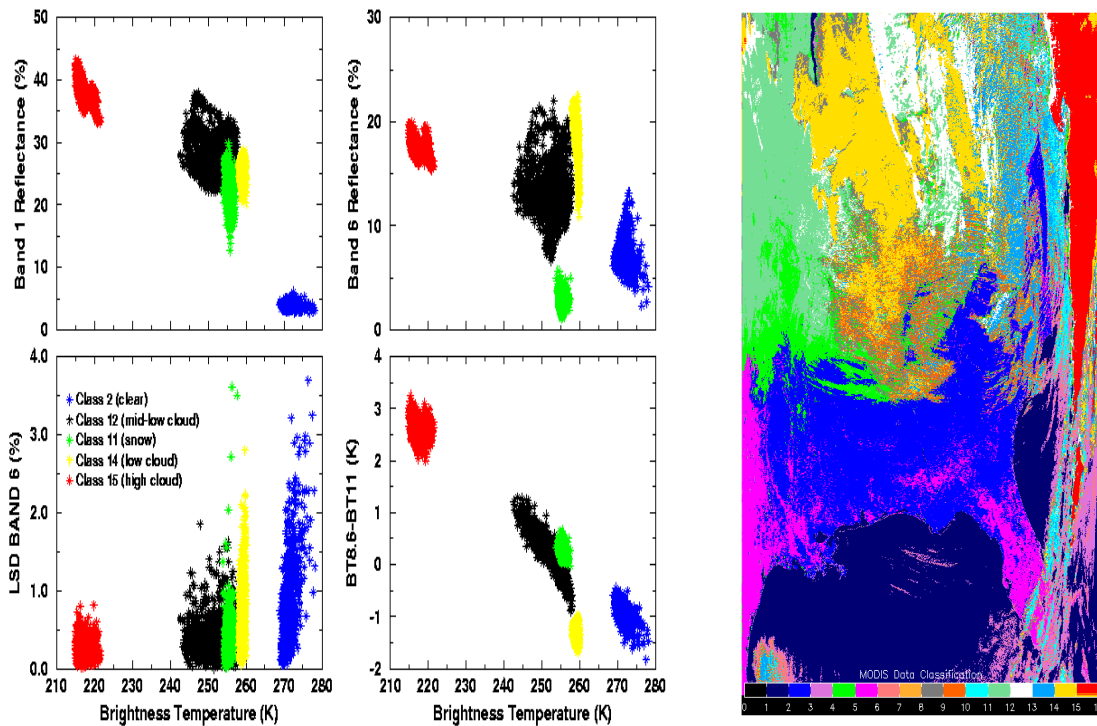 50
40
30
20
10
0
Band 1 Reflectance (%)
30
20
10
0
Band 6 Reflectance (%)
4.0
3.0
2.0
1.0
0.0
LSD BAND 6 (%)
Class 2 (clear)
Class 12 (mid-low cloud)
Class 11 (snow)
Class 14 (low cloud)
Class 15 (high cloud)
210 220 230 240 250 260 270 280
Brightness Temperature (K)
4
3
2
1
0
-1
-2
BT8.6-BT11 (K)
210 220 230 240 250 260 270 280
Brightness Temperature (K)
MODIS Data Classification
0 1 2 3 4 5 6 7 8 9 10 11 12 13 14 15